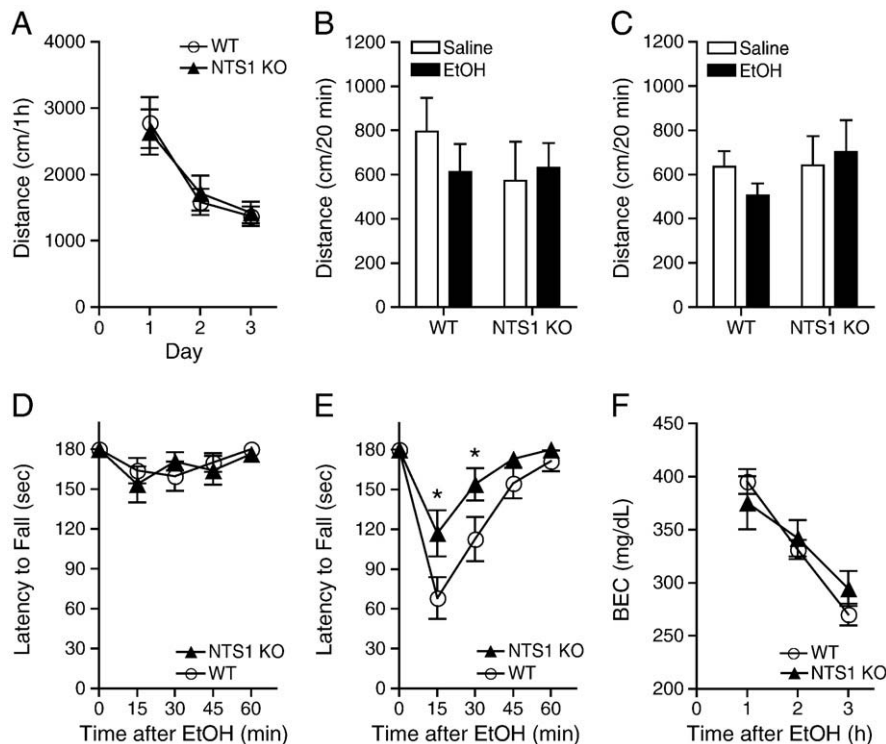 A
4000
3000
2000
1000
0
Distance (cm/1h)
WT
NTS1 KO
0 1 2 3
Day
B
1200
1000
800
600
400
200
0
Distance (cm/20 min)
Saline
EtOH
WT NTS1 KO
C
1200
1000
800
600
400
200
0
Distance (cm/20 min)
Saline
EtOH
WT NTS1 KO
D
180
150
120
90
60
30
0
Latency to Fall (sec)
NTS1 KO
WT
0 15 30 45 60
Time after EtOH (min)
E
180
150
120
90
60
30
0
Latency to Fall (sec)
* *
NTS1 KO
WT
0 15 30 45 60
Time after EtOH (min)
F
450
400
350
300
250
200
BEC (mg/dL)
WT
NTS1 KO
0 1 2 3
Time after EtOH (h)